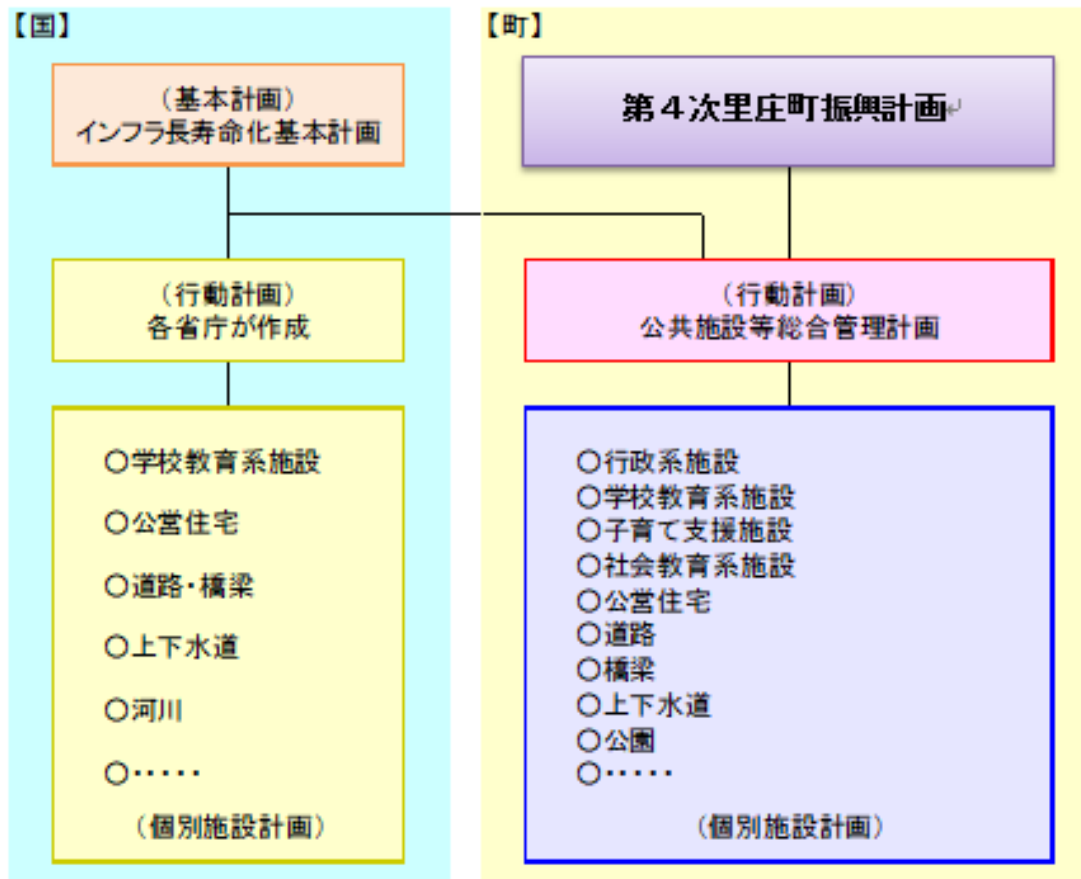 【国】
（基本計画）
インフラ長寿命化基本計画
（行動計画）
各省庁が作成
○学校教育系施設
○公営住宅
○道路・橋梁
○上下水道
○河川
○・・・・・
（個別施設計画）
【町】
第４次里庄町振興計画↵
（行動計画）
公共施設等総合管理計画
○行政系施設
○学校教育系施設
○子育て支援施設
○社会教育系施設
○公営住宅
○道路
○橋梁
○上下水道
○公園
○・・・・・
（個別施設計画）